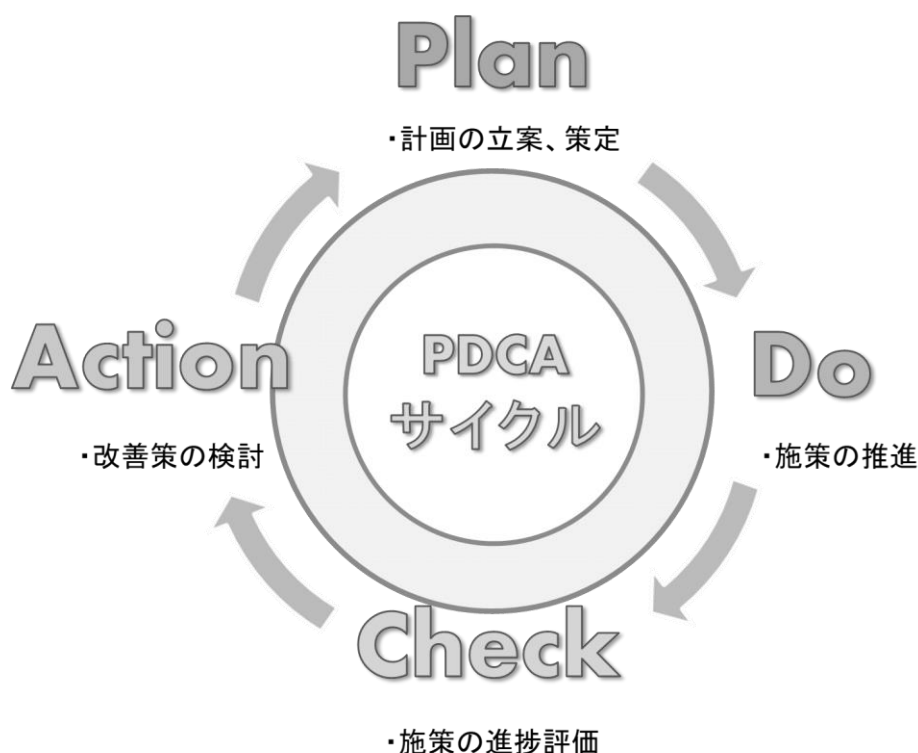 Plan
・計画の立案、策定
Do
・施策の推進
Check
・施策の進捗評価
Action
・改善策の検討
PDCA
サイクル